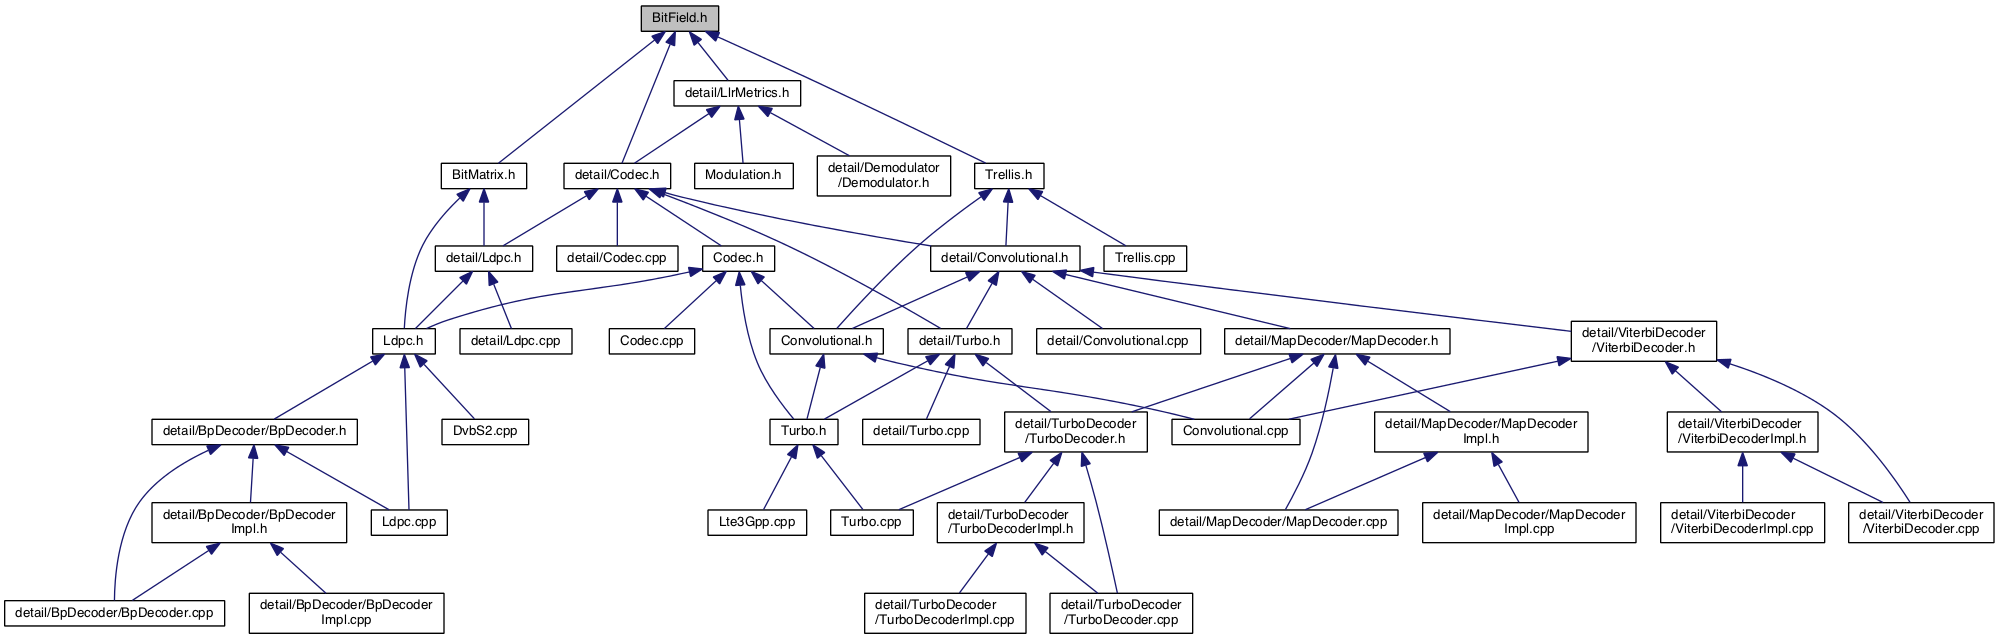 BitField.h
detail/LlrMetrics.h
BitMatrix.h
detail/Codec.h
Modulation.h
detail/Demodulator
/Demodulator.h
Trellis.h
detail/Ldpc.h
detail/Codec.cpp
Codec.h
detail/Convolutional.h
Trellis.cpp
Ldpc.h
detail/Ldpc.cpp
Codec.cpp
Convolutional.h
detail/Turbo.h
detail/Convolutional.cpp
detail/MapDecoder/MapDecoder.h
detail/ViterbiDecoder
/ViterbiDecoder.h
detail/BpDecoder/BpDecoder.h
DvbS2.cpp
Turbo.h
detail/Turbo.cpp
detail/TurboDecoder
/TurboDecoder.h
Convolutional.cpp
detail/MapDecoder/MapDecoder
Impl.h
detail/ViterbiDecoder
/ViterbiDecoderImpl.h
detail/BpDecoder/BpDecoder
Impl.h
Ldpc.cpp
Lte3Gpp.cpp
Turbo.cpp
detail/TurboDecoder
/TurboDecoderImpl.h
detail/MapDecoder/MapDecoder.cpp
detail/MapDecoder/MapDecoder
Impl.cpp
detail/ViterbiDecoder
/ViterbiDecoderImpl.cpp
detail/ViterbiDecoder
/ViterbiDecoder.cpp
detail/BpDecoder/BpDecoder.cpp
detail/BpDecoder/BpDecoder
Impl.cpp
detail/TurboDecoder
/TurboDecoderImpl.cpp
detail/TurboDecoder
/TurboDecoder.cpp